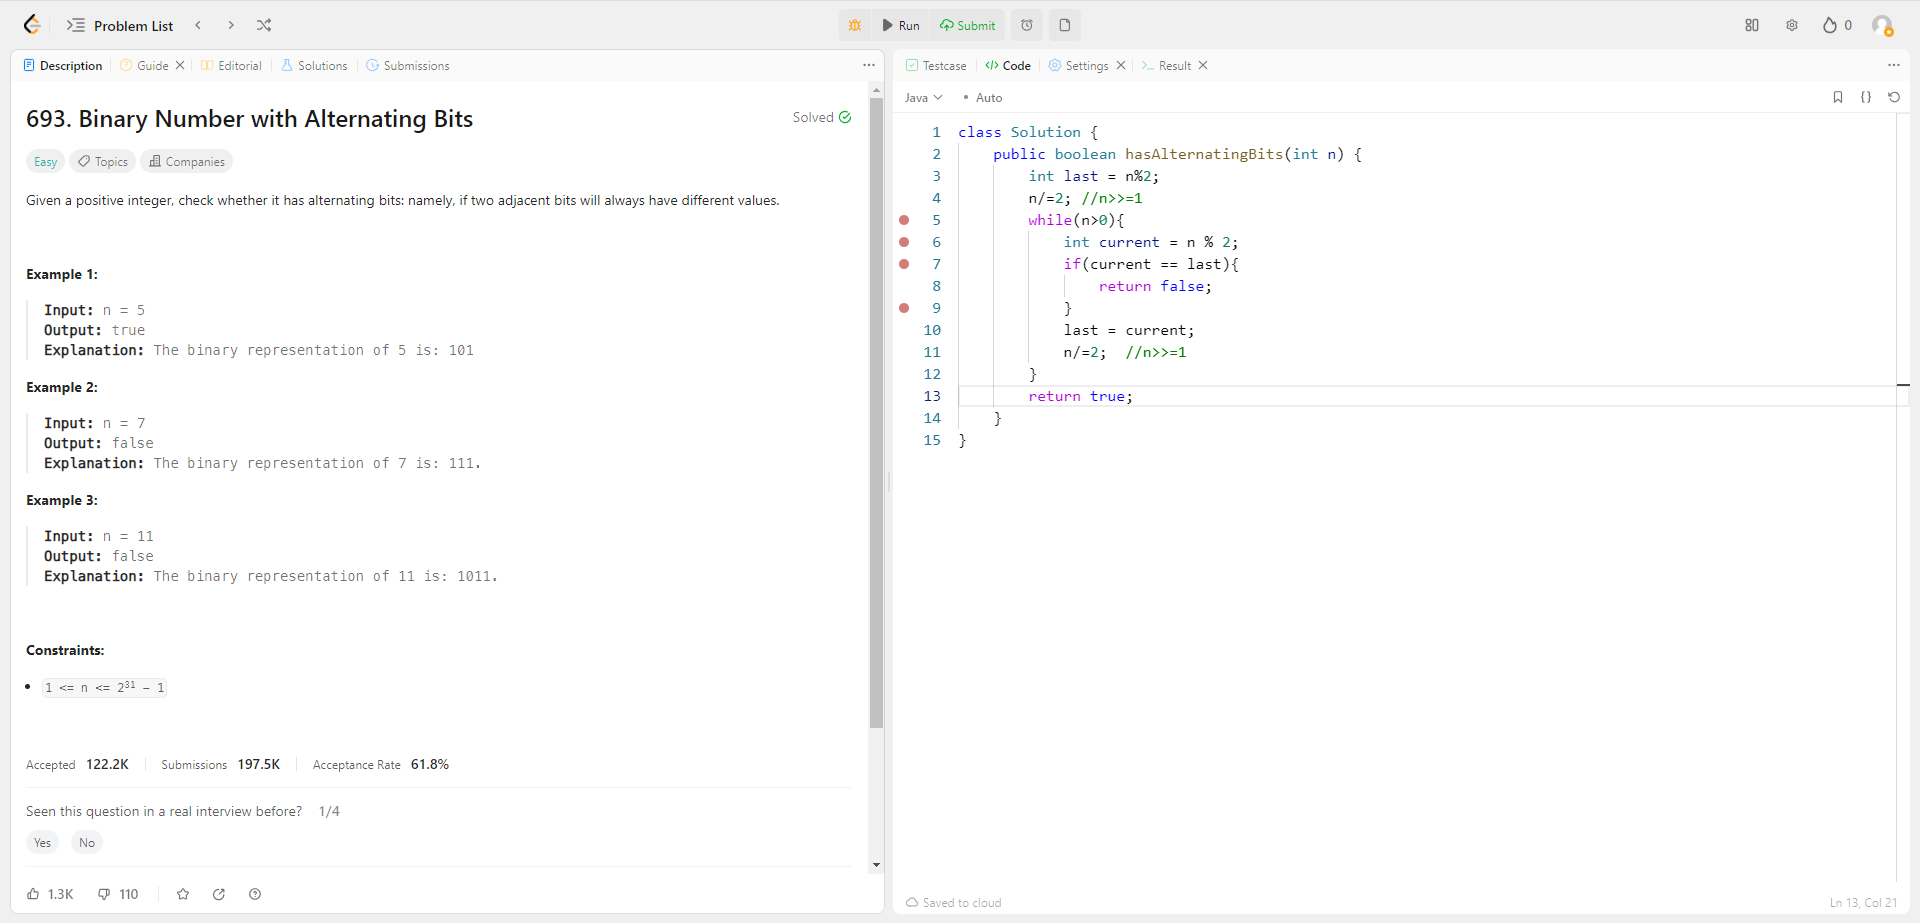 Problem List
Run
Submit
0
Description
Guide
Editorial
Solutions
Submissions
693. Binary Number with Alternating Bits
Solved
Easy
Topics
Companies
Given a positive integer, check whether it has alternating bits: namely, if two adjacent bits will always have different values.
Example 1:
Input: n = 5
Output: true
Explanation: The binary representation of 5 is: 101
Example 2:
Input: n = 7
Output: false
Explanation: The binary representation of 7 is: 111.
Example 3:
Input: n = 11
Output: false
Explanation: The binary representation of 11 is: 1011.
Constraints:
• 1 <= n <= 2³¹ - 1
Accepted 122.2K
Submissions 197.5K
Acceptance Rate 61.8%
Seen this question in a real interview before? 1/4
Yes
No
1.3K
110
Testcase
</> Code
Settings
>_ Result
Java
• Auto
{}
1 class Solution {
2     public boolean hasAlternatingBits(int n) {
3         int last = n%2;
4         n/=2; //n>>=1
5         while(n>0){
6             int current = n % 2;
7             if(current == last){
8                 return false;
9             }
10             last = current;
11             n/=2;  //n>>=1
12         }
13         return true;
14     }
15 }
Saved to cloud
Ln 13, Col 21